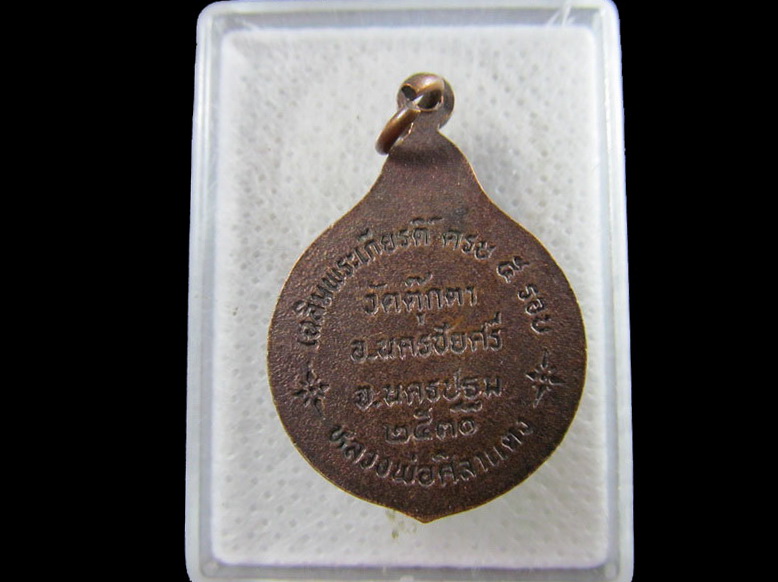 เฉลิมพระเกียรติ ครบ ๕ รอบ
วัดตุ๊กตา
อ.นครชัยศรี
จ.นครปฐม
๒๕๓๐
หลวงพ่อศิลาแดง